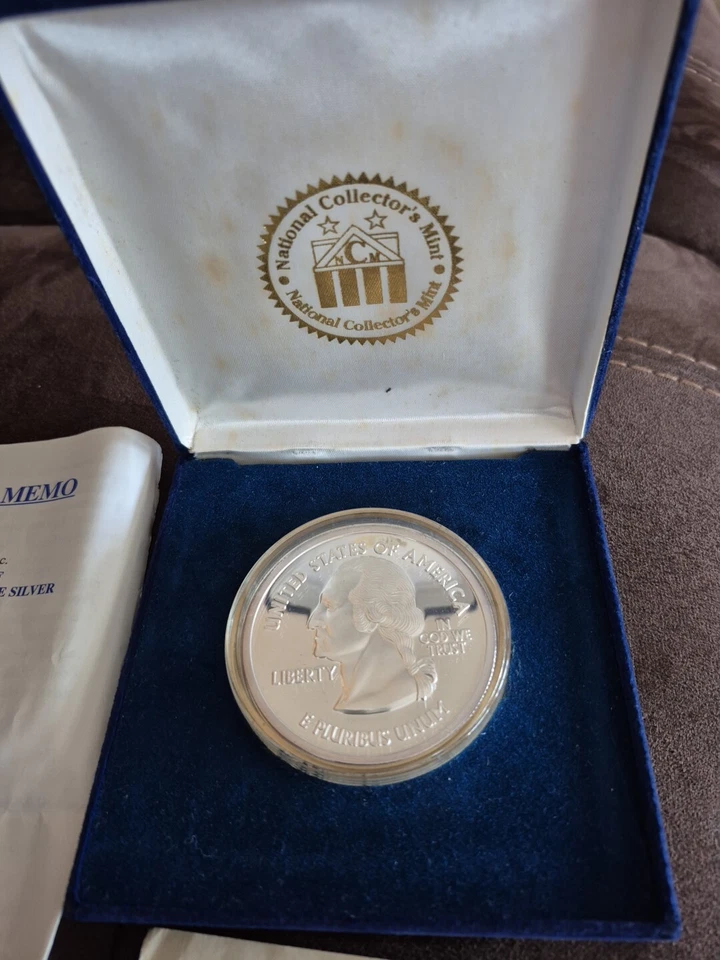 National Collector's Mint
N C M
National Collector's Mint
MEMO
c.
E SILVER
UNITED STATES OF AMERICA
LIBERTY
IN
GOD WE
TRUST
E PLURIBUS UNUM